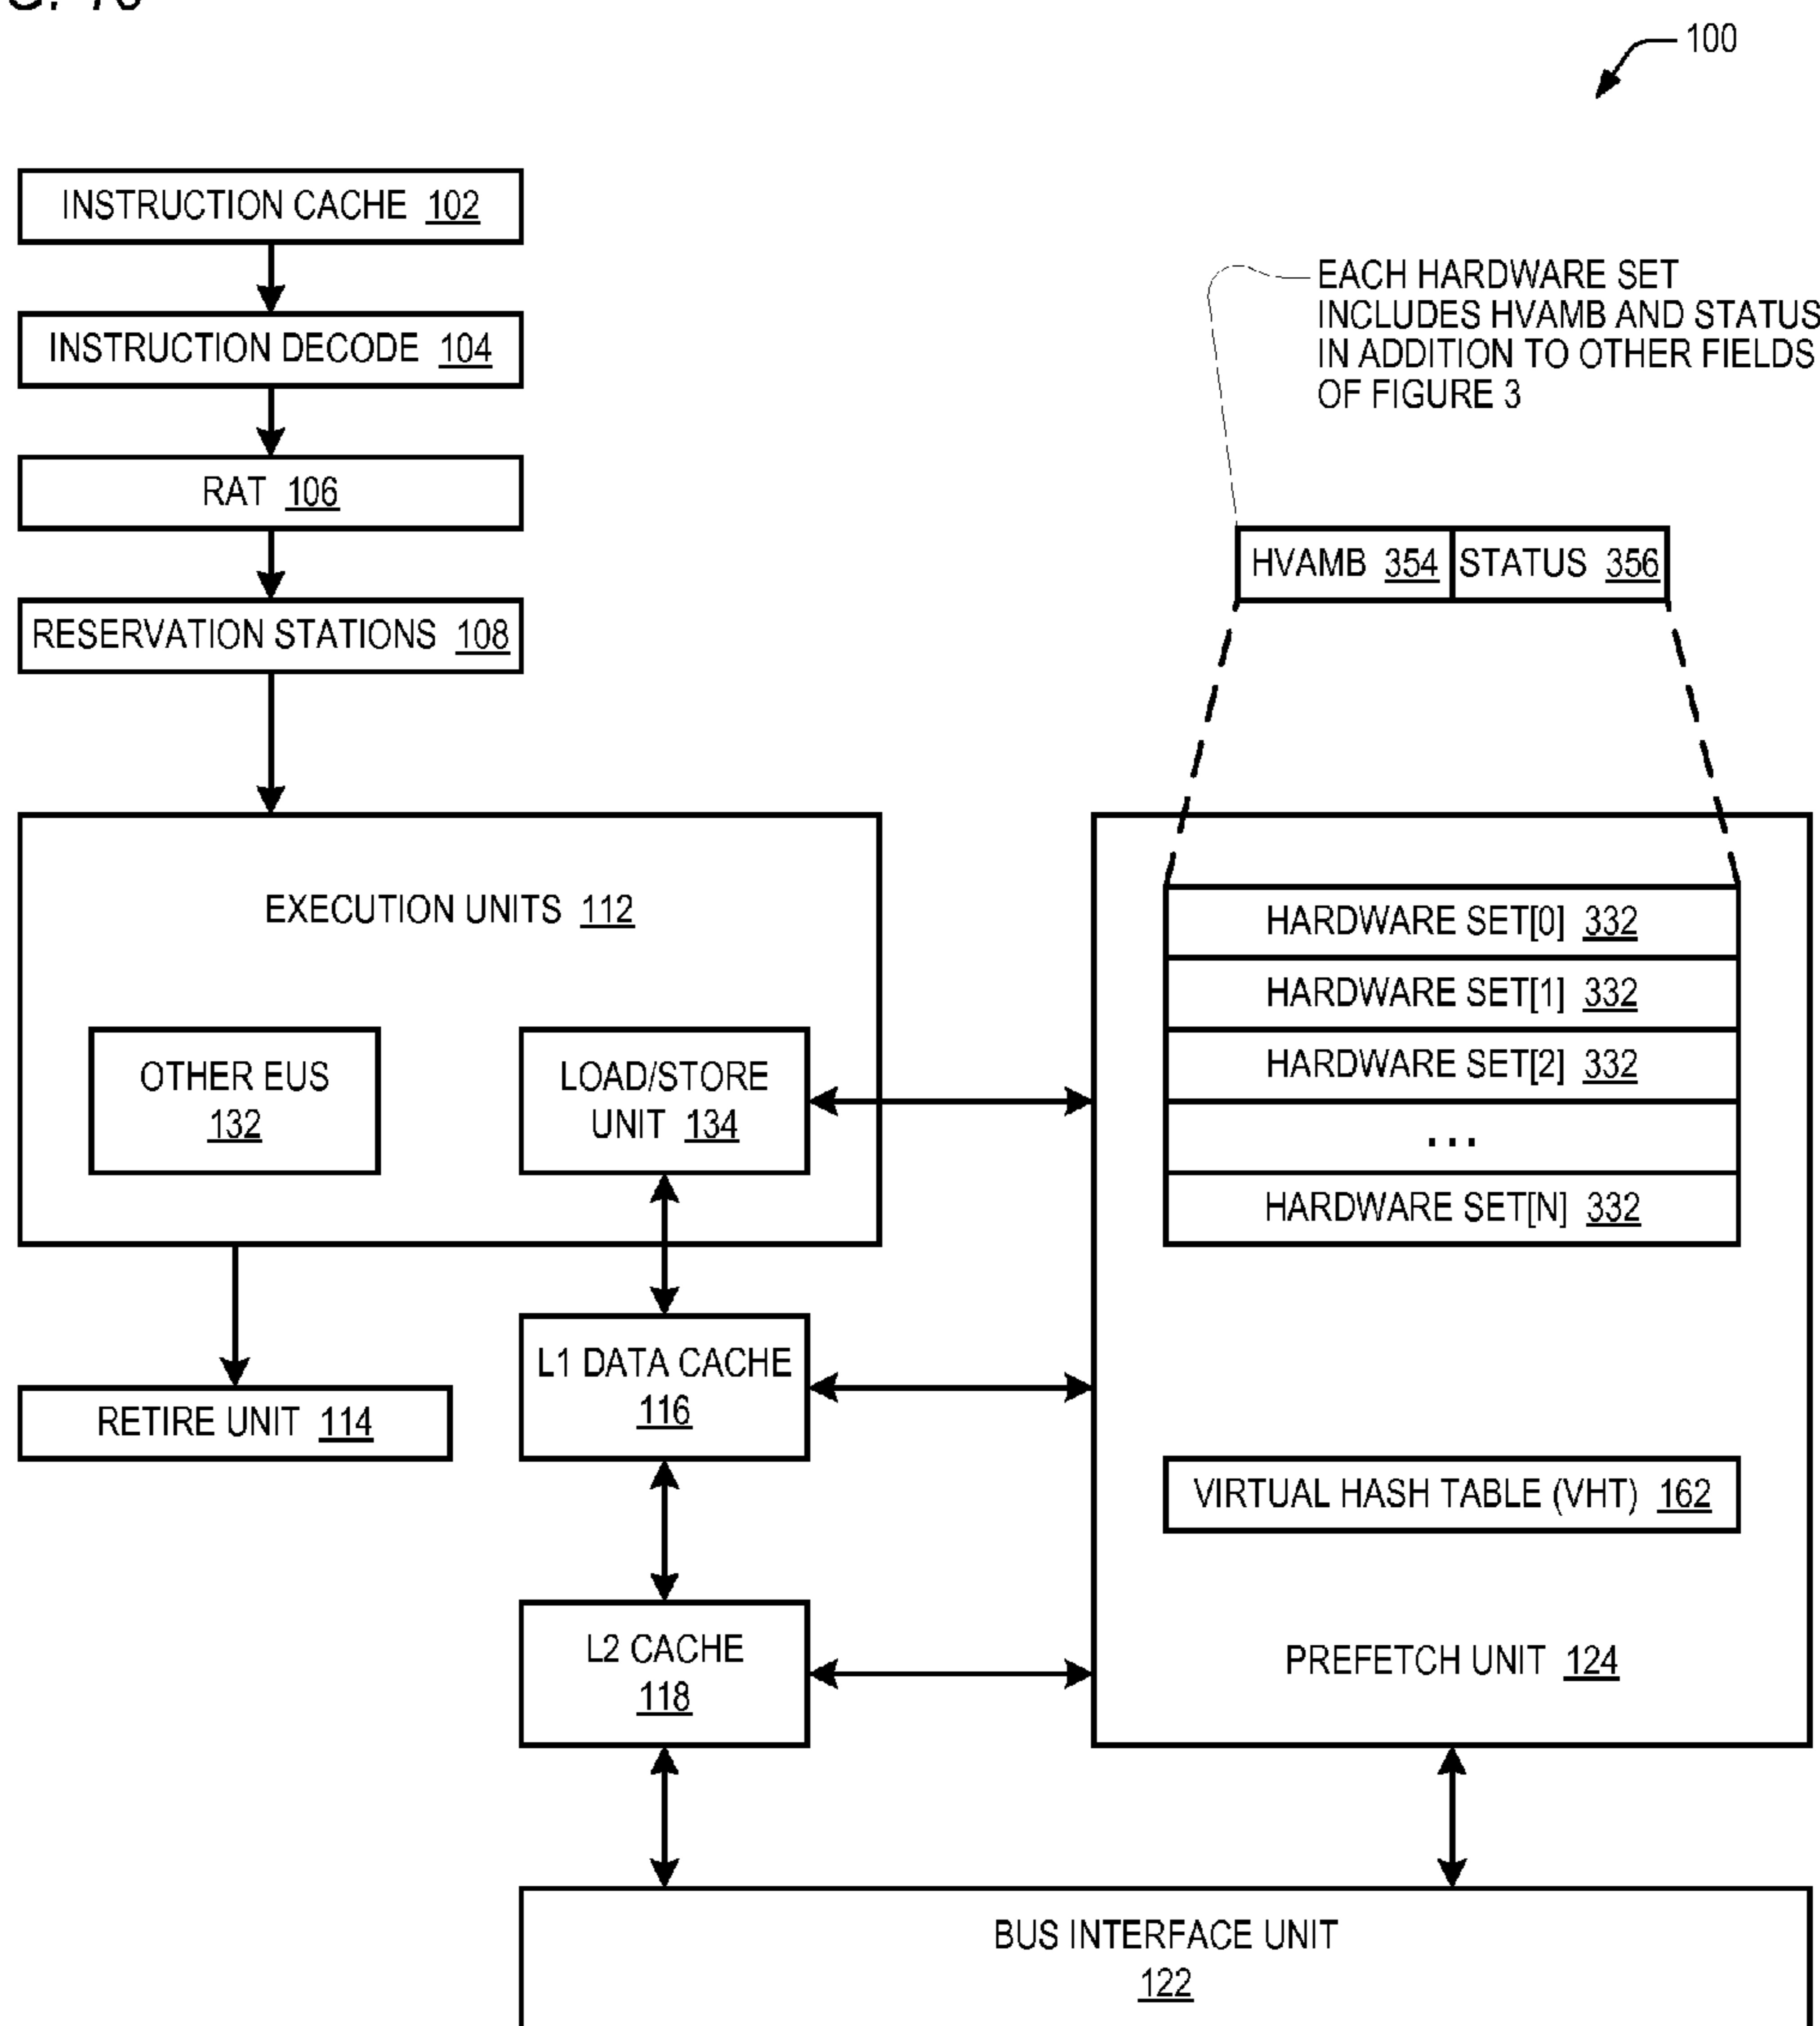 100
INSTRUCTION CACHE 102
INSTRUCTION DECODE 104
RAT 106
RESERVATION STATIONS 108
EACH HARDWARE SET
INCLUDES HVAMB AND STATUS
IN ADDITION TO OTHER FIELDS
OF FIGURE 3
HVAMB 354 STATUS 356
EXECUTION UNITS 112
OTHER EUS
132
LOAD/STORE
UNIT 134
HARDWARE SET[0] 332
HARDWARE SET[1] 332
HARDWARE SET[2] 332
...
HARDWARE SET[N] 332
L1 DATA CACHE
116
RETIRE UNIT 114
VIRTUAL HASH TABLE (VHT) 162
L2 CACHE
118
PREFETCH UNIT 124
BUS INTERFACE UNIT
122